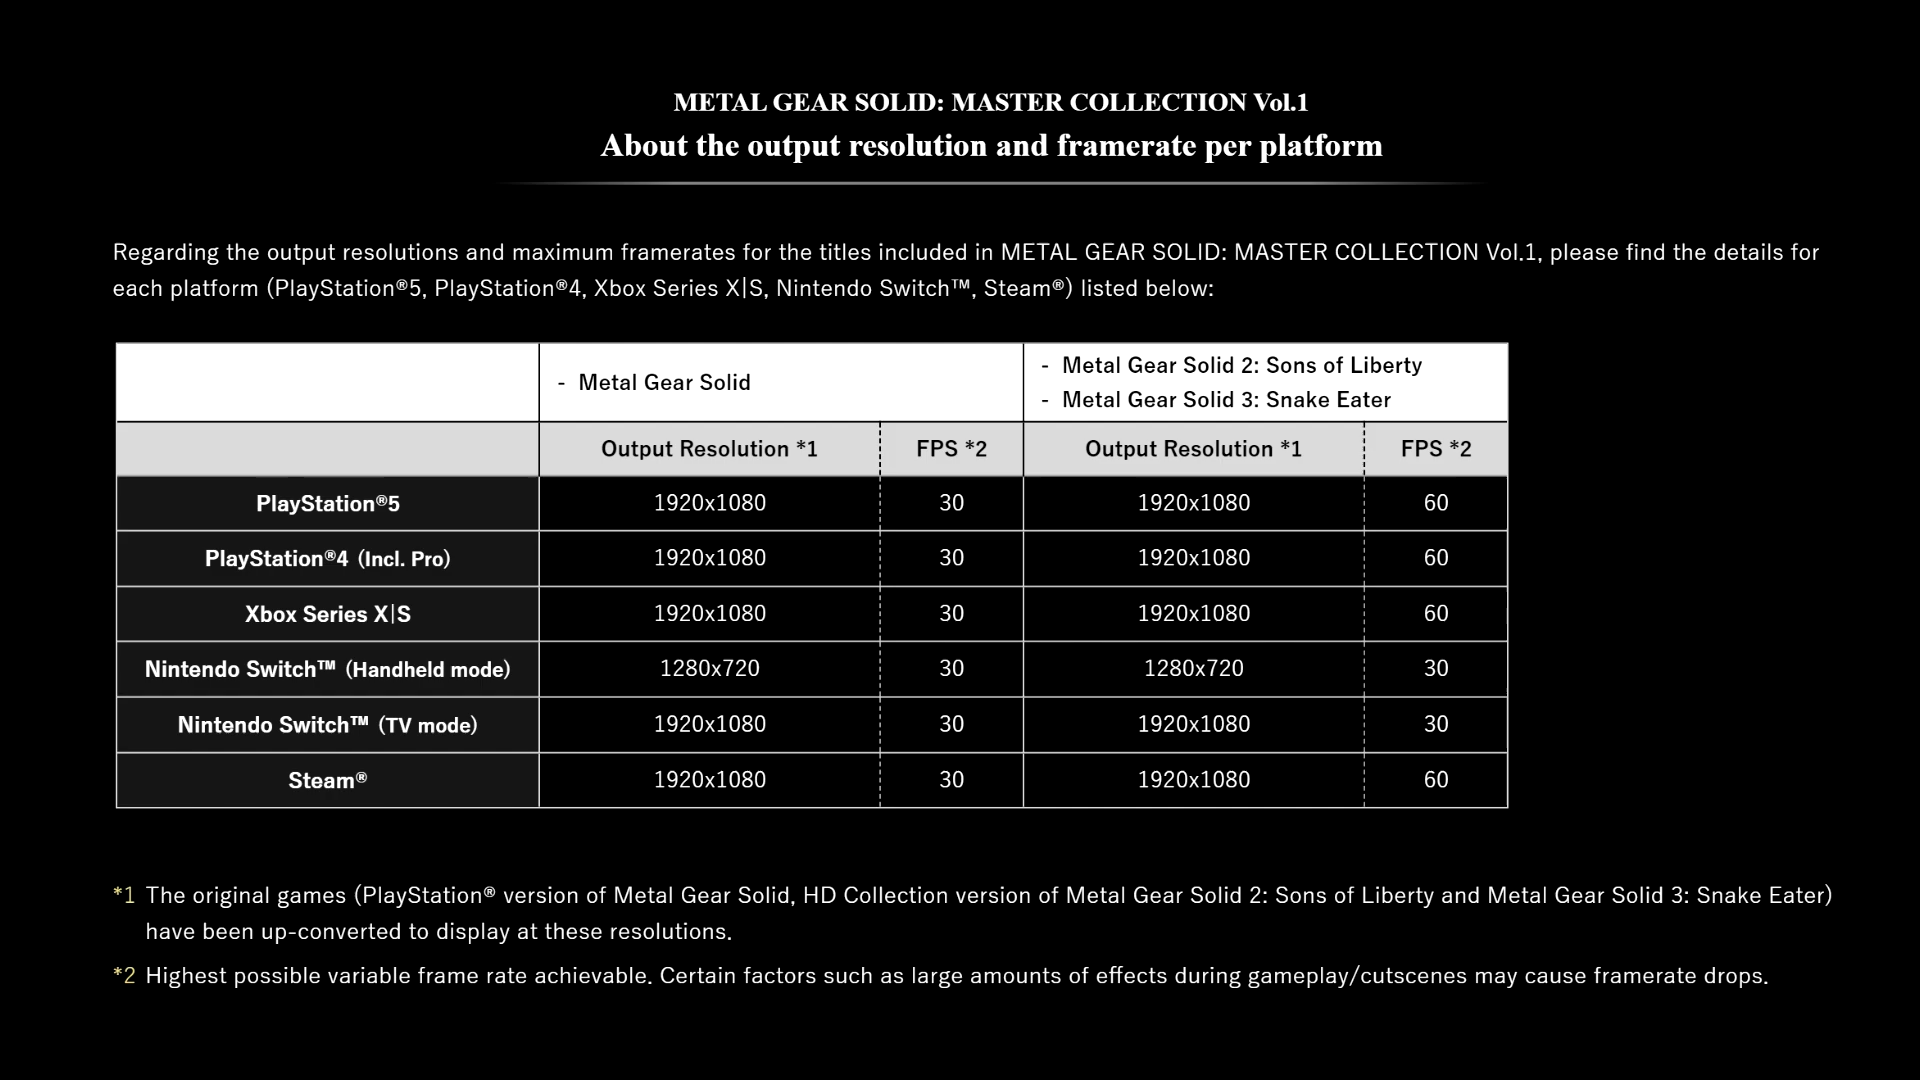 METAL GEAR SOLID: MASTER COLLECTION Vol.1
About the output resolution and framerate per platform
Regarding the output resolutions and maximum framerates for the titles included in METAL GEAR SOLID: MASTER COLLECTION Vol.1, please find the details for
each platform (PlayStation®5, PlayStation®4, Xbox Series X|S, Nintendo Switch™, Steam®) listed below:
- Metal Gear Solid
- Metal Gear Solid 2: Sons of Liberty
- Metal Gear Solid 3: Snake Eater
Output Resolution *1 FPS *2 Output Resolution *1 FPS *2
PlayStation®5 1920x1080 30 1920x1080 60
PlayStation®4 (Incl. Pro) 1920x1080 30 1920x1080 60
Xbox Series X|S 1920x1080 30 1920x1080 60
Nintendo Switch™ (Handheld mode) 1280x720 30 1280x720 30
Nintendo Switch™ (TV mode) 1920x1080 30 1920x1080 30
Steam® 1920x1080 30 1920x1080 60
*1 The original games (PlayStation® version of Metal Gear Solid, HD Collection version of Metal Gear Solid 2: Sons of Liberty and Metal Gear Solid 3: Snake Eater)
have been up-converted to display at these resolutions.
*2 Highest possible variable frame rate achievable. Certain factors such as large amounts of effects during gameplay/cutscenes may cause framerate drops.